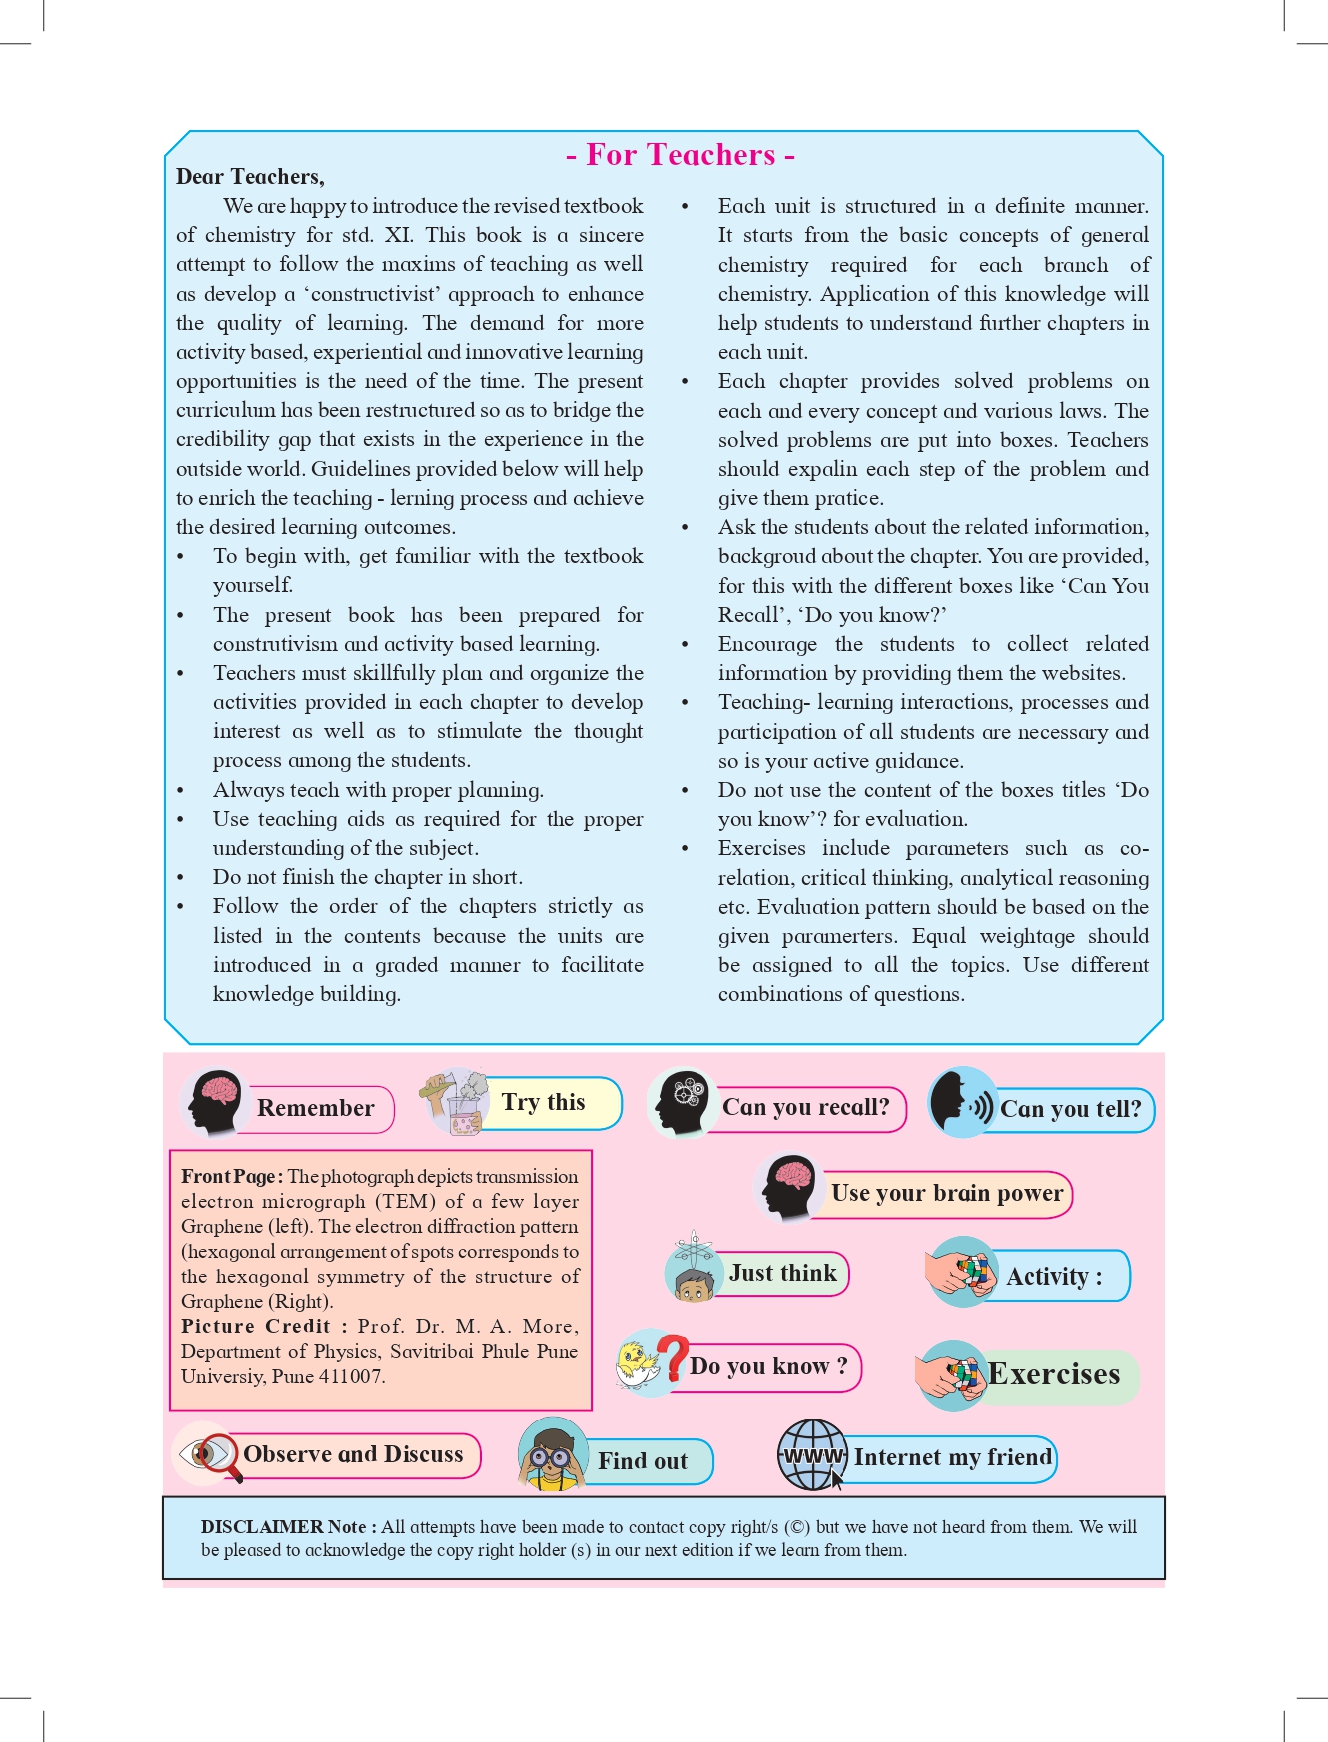 - For Teachers -
Dear Teachers,
We are happy to introduce the revised textbook
of chemistry for std. XI. This book is a sincere
attempt to follow the maxims of teaching as well
as develop a ‘constructivist’ approach to enhance
the quality of learning. The demand for more
activity based, experiential and innovative learning
opportunities is the need of the time. The present
curriculum has been restructured so as to bridge the
credibility gap that exists in the experience in the
outside world. Guidelines provided below will help
to enrich the teaching - lerning process and achieve
the desired learning outcomes.
• To begin with, get familiar with the textbook
yourself.
• The present book has been prepared for
construtivism and activity based learning.
• Teachers must skillfully plan and organize the
activities provided in each chapter to develop
interest as well as to stimulate the thought
process among the students.
• Always teach with proper planning.
• Use teaching aids as required for the proper
understanding of the subject.
• Do not finish the chapter in short.
• Follow the order of the chapters strictly as
listed in the contents because the units are
introduced in a graded manner to facilitate
knowledge building.
• Each unit is structured in a definite manner.
It starts from the basic concepts of general
chemistry required for each branch of
chemistry. Application of this knowledge will
help students to understand further chapters in
each unit.
• Each chapter provides solved problems on
each and every concept and various laws. The
solved problems are put into boxes. Teachers
should expalin each step of the problem and
give them pratice.
• Ask the students about the related information,
backgroud about the chapter. You are provided,
for this with the different boxes like ‘Can You
Recall’, ‘Do you know?’
• Encourage the students to collect related
information by providing them the websites.
• Teaching- learning interactions, processes and
participation of all students are necessary and
so is your active guidance.
• Do not use the content of the boxes titles ‘Do
you know’? for evaluation.
• Exercises include parameters such as co-
relation, critical thinking, analytical reasoning
etc. Evaluation pattern should be based on the
given paramerters. Equal weightage should
be assigned to all the topics. Use different
combinations of questions.
Remember
Try this
Can you recall?
Can you tell?
Front Page : The photograph depicts transmission
electron micrograph (TEM) of a few layer
Graphene (left). The electron diffraction pattern
(hexagonal arrangement of spots corresponds to
the hexagonal symmetry of the structure of
Graphene (Right).
Picture Credit : Prof. Dr. M. A. More,
Department of Physics, Savitribai Phule Pune
Universiy, Pune 411007.
Use your brain power
Just think
Activity :
Do you know ?
Exercises
Observe and Discuss
Find out
WWW
Internet my friend
DISCLAIMER Note : All attempts have been made to contact copy right/s (©) but we have not heard from them. We will
be pleased to acknowledge the copy right holder (s) in our next edition if we learn from them.